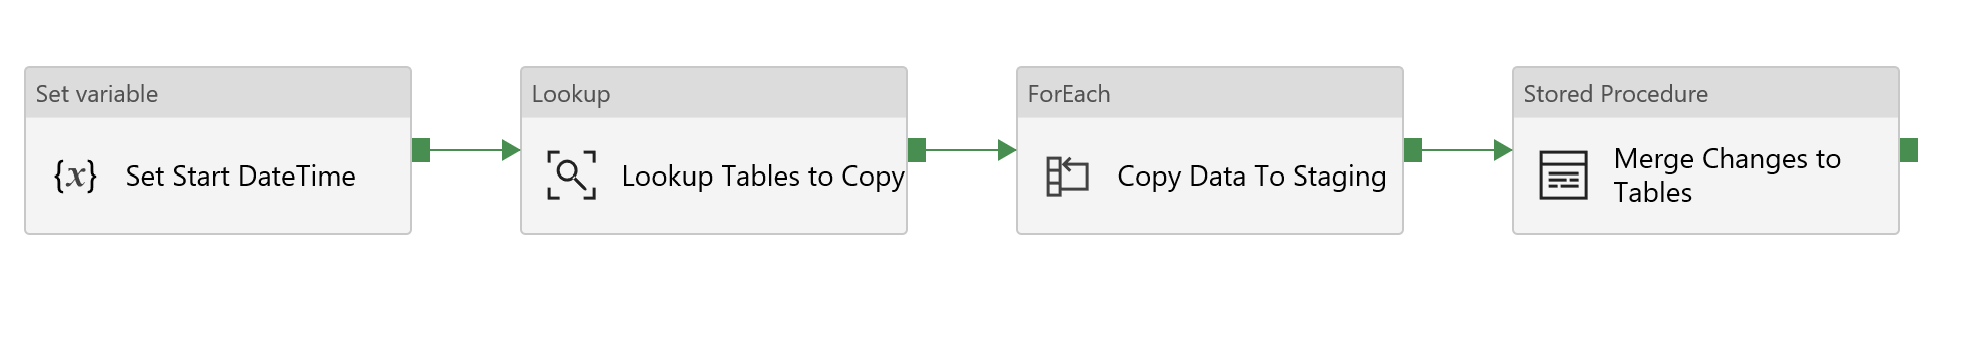 Set variable
{x} Set Start DateTime
Lookup
Lookup Tables to Copy
ForEach
Copy Data To Staging
Stored Procedure
Merge Changes to
Tables